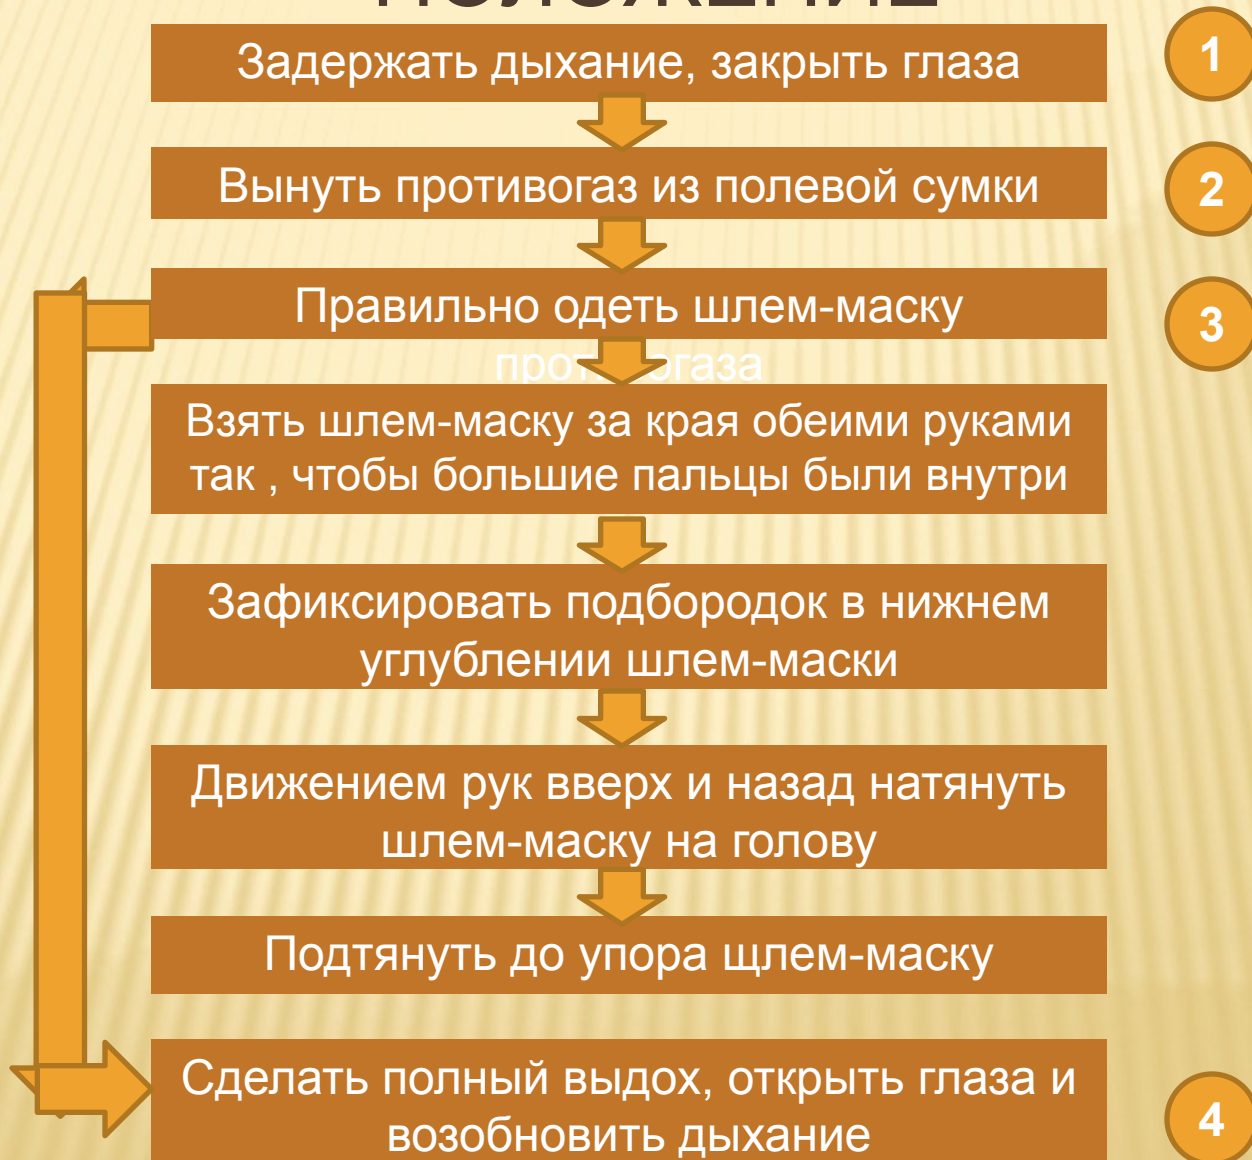 ПОЛОЖЕНИЕ
Задержать дыхание, закрыть глаза
1
Вынуть противогаз из полевой сумки
2
Правильно одеть шлем-маску
противогаза
3
Взять шлем-маску за края обеими руками
так , чтобы большие пальцы были внутри
Зафиксировать подбородок в нижнем
углублении шлем-маски
Движением рук вверх и назад натянуть
шлем-маску на голову
Подтянуть до упора щлем-маску
Сделать полный выдох, открыть глаза и
возобновить дыхание
4